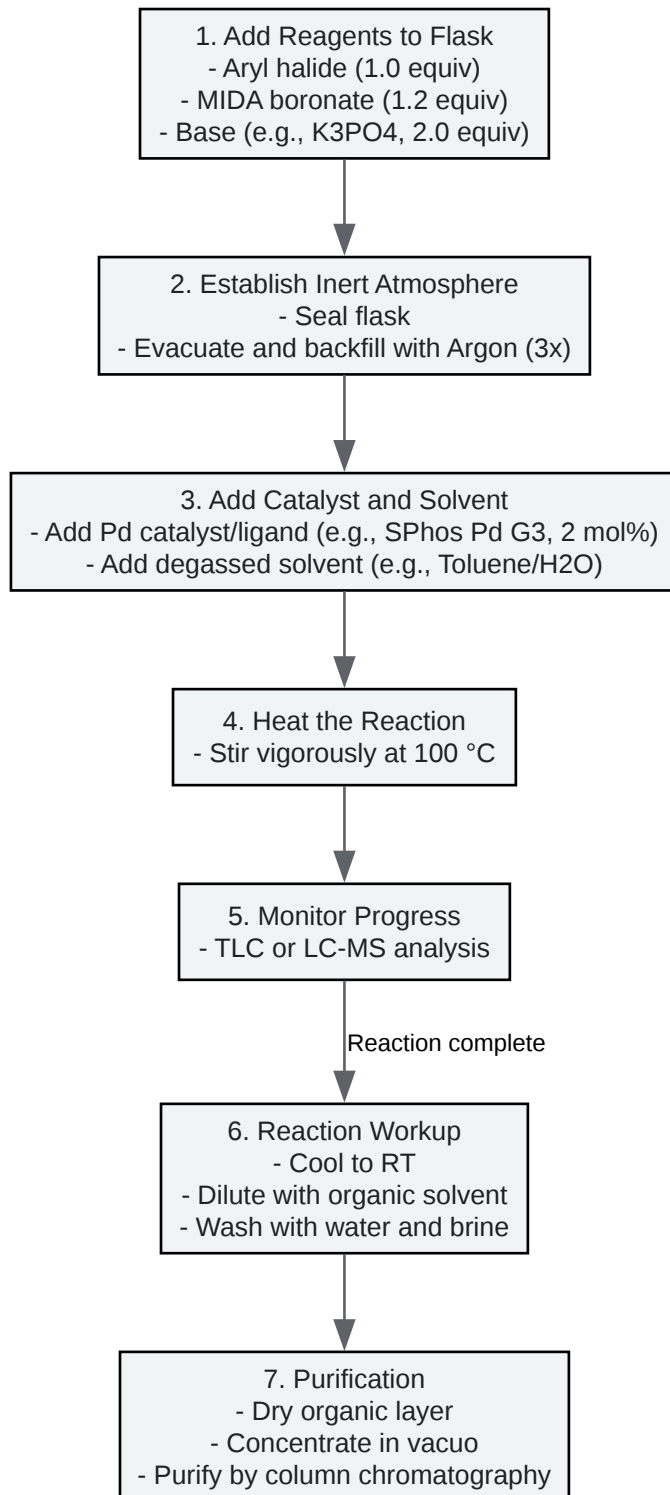 1. Add Reagents to Flask
- Aryl halide (1.0 equiv)
- MIDA boronate (1.2 equiv)
- Base (e.g., K3PO4, 2.0 equiv)
2. Establish Inert Atmosphere
- Seal flask
- Evacuate and backfill with Argon (3x)
3. Add Catalyst and Solvent
- Add Pd catalyst/ligand (e.g., SPhos Pd G3, 2 mol%)
- Add degassed solvent (e.g., Toluene/H2O)
4. Heat the Reaction
- Stir vigorously at 100 °C
5. Monitor Progress
- TLC or LC-MS analysis
Reaction complete
6. Reaction Workup
- Cool to RT
- Dilute with organic solvent
- Wash with water and brine
7. Purification
- Dry organic layer
- Concentrate in vacuo
- Purify by column chromatography